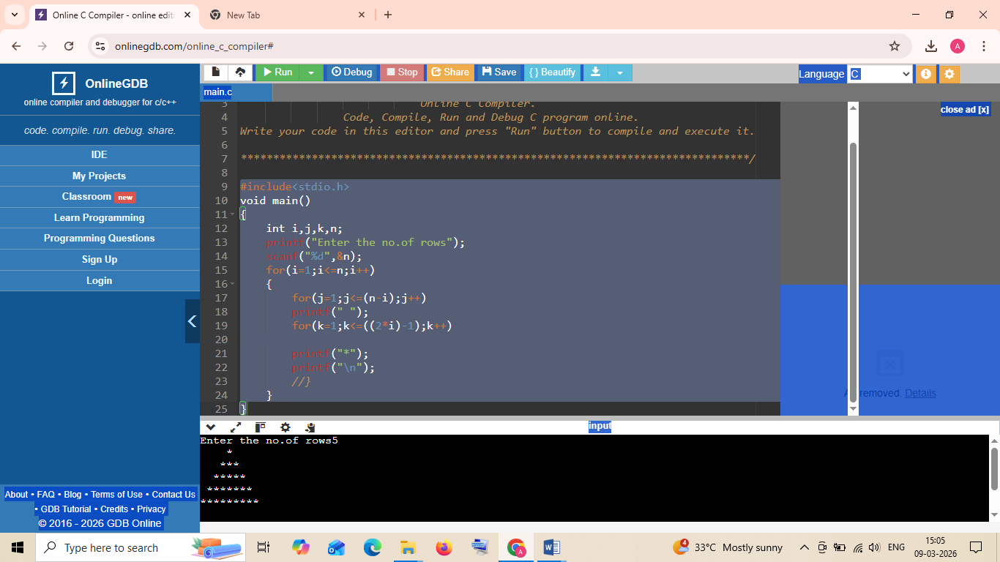 Online C Compiler - online edit
New Tab
onlinegdb.com/online_c_compiler#
A
OnlineGDB
online compiler and debugger for c/c++
code. compile. run. debug. share.
IDE
My Projects
Classroom new
Learn Programming
Programming Questions
Sign Up
Login
About • FAQ • Blog • Terms of Use • Contact Us
• GDB Tutorial • Credits • Privacy
© 2016 - 2026 GDB Online
Run Debug Stop Share Save { } Beautify
Language C
main.c
close ad [x]
3 Online C Compiler.
4 Code, Compile, Run and Debug C program online.
5 Write your code in this editor and press "Run" button to compile and execute it.
6
7 *******************************************************************************/
8
9 #include<stdio.h>
10 void main()
11 {
12 int i,j,k,n;
13 printf("Enter the no.of rows");
14 scanf("%d",&n);
15 for(i=1;i<=n;i++)
16 {
17 for(j=1;j<=(n-i);j++)
18 printf(" ");
19 for(k=1;k<=((2*i)-1);k++)
20
21 printf("*");
22 printf("\n");
23 //}
24 }
25 }
removed. Details
input
Enter the no.of rows5
    *
   ***
  *****
 *******
*********
Type here to search
33°C Mostly sunny
ENG
15:05
09-03-2026